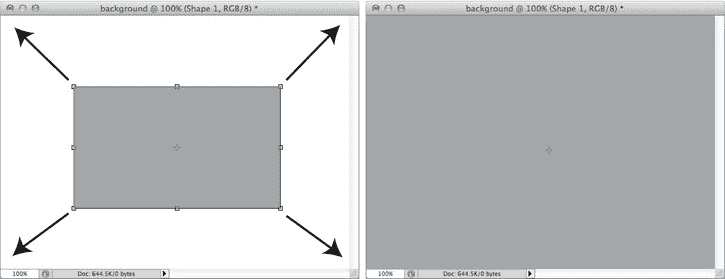 background @ 100% (Shape 1, RGB/8) *
background @ 100% (Shape 1, RGB/8) *
100% Doc: 644.5K/0 bytes
100% Doc: 644.5K/0 bytes